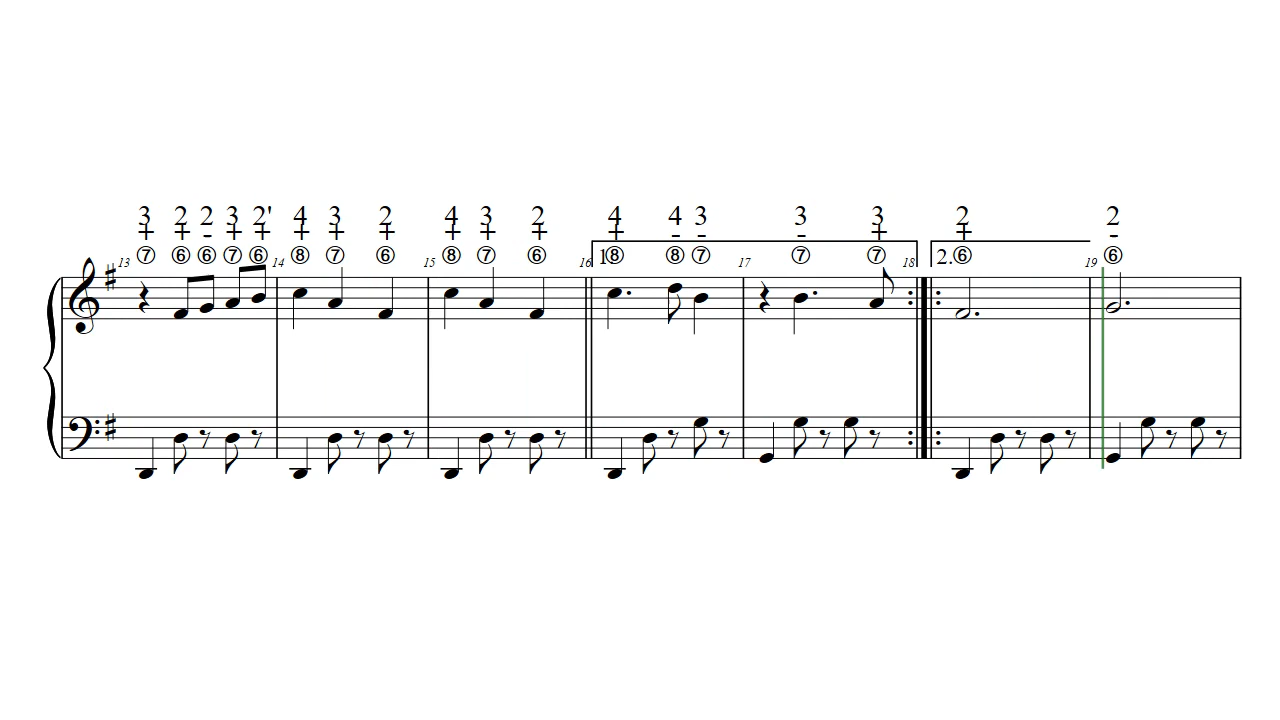 3 2 2 3 2' 4 3 2 4 3 2 4 4 3 3 3 2 2
+ + - + + + + + + + + + - - - + + -
⑦ ⑥ ⑥ ⑦ ⑥ ⑧ ⑦ ⑥ ⑧ ⑦ ⑥ ⑧ ⑧ ⑦ ⑦ ⑦ ⑥ ⑥
13 14 15 16 1. 17 18 2. 19